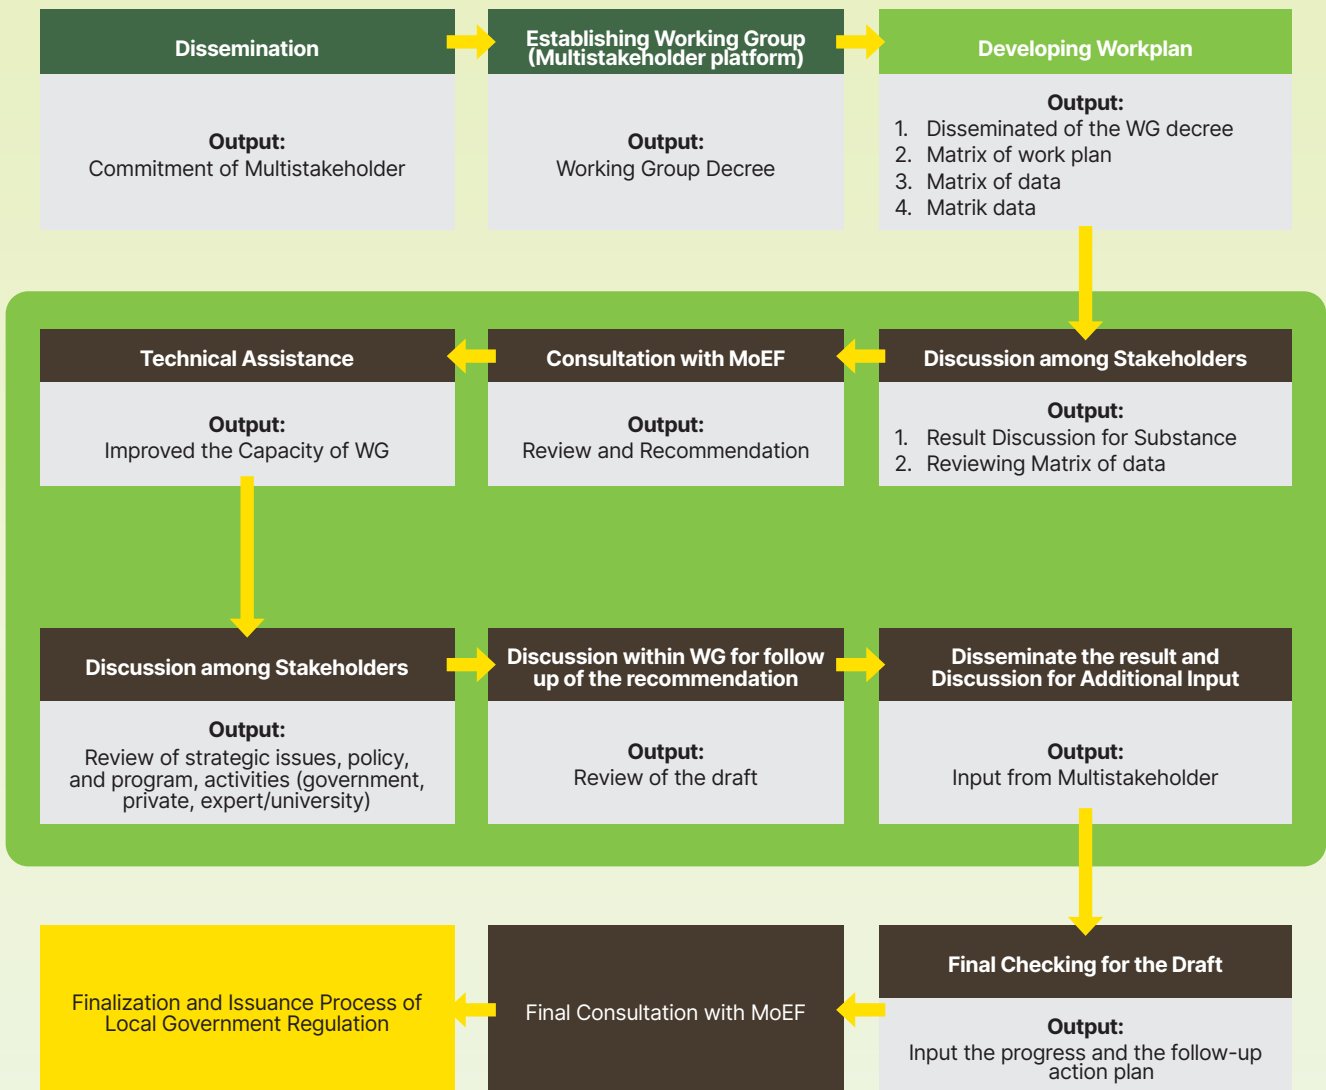 Dissemination
Output:
Commitment of Multistakeholder
Establishing Working Group
(Multistakeholder platform)
Output:
Working Group Decree
Developing Workplan
Output:
1. Disseminated of the WG decree
2. Matrix of work plan
3. Matrix of data
4. Matrik data
Discussion among Stakeholders
Output:
1. Result Discussion for Substance
2. Reviewing Matrix of data
Consultation with MoEF
Output:
Review and Recommendation
Technical Assistance
Output:
Improved the Capacity of WG
Discussion among Stakeholders
Output:
Review of strategic issues, policy,
and program, activities (government,
private, expert/university)
Discussion within WG for follow
up of the recommendation
Output:
Review of the draft
Disseminate the result and
Discussion for Additional Input
Output:
Input from Multistakeholder
Final Checking for the Draft
Output:
Input the progress and the follow-up
action plan
Final Consultation with MoEF
Finalization and Issuance Process of
Local Government Regulation